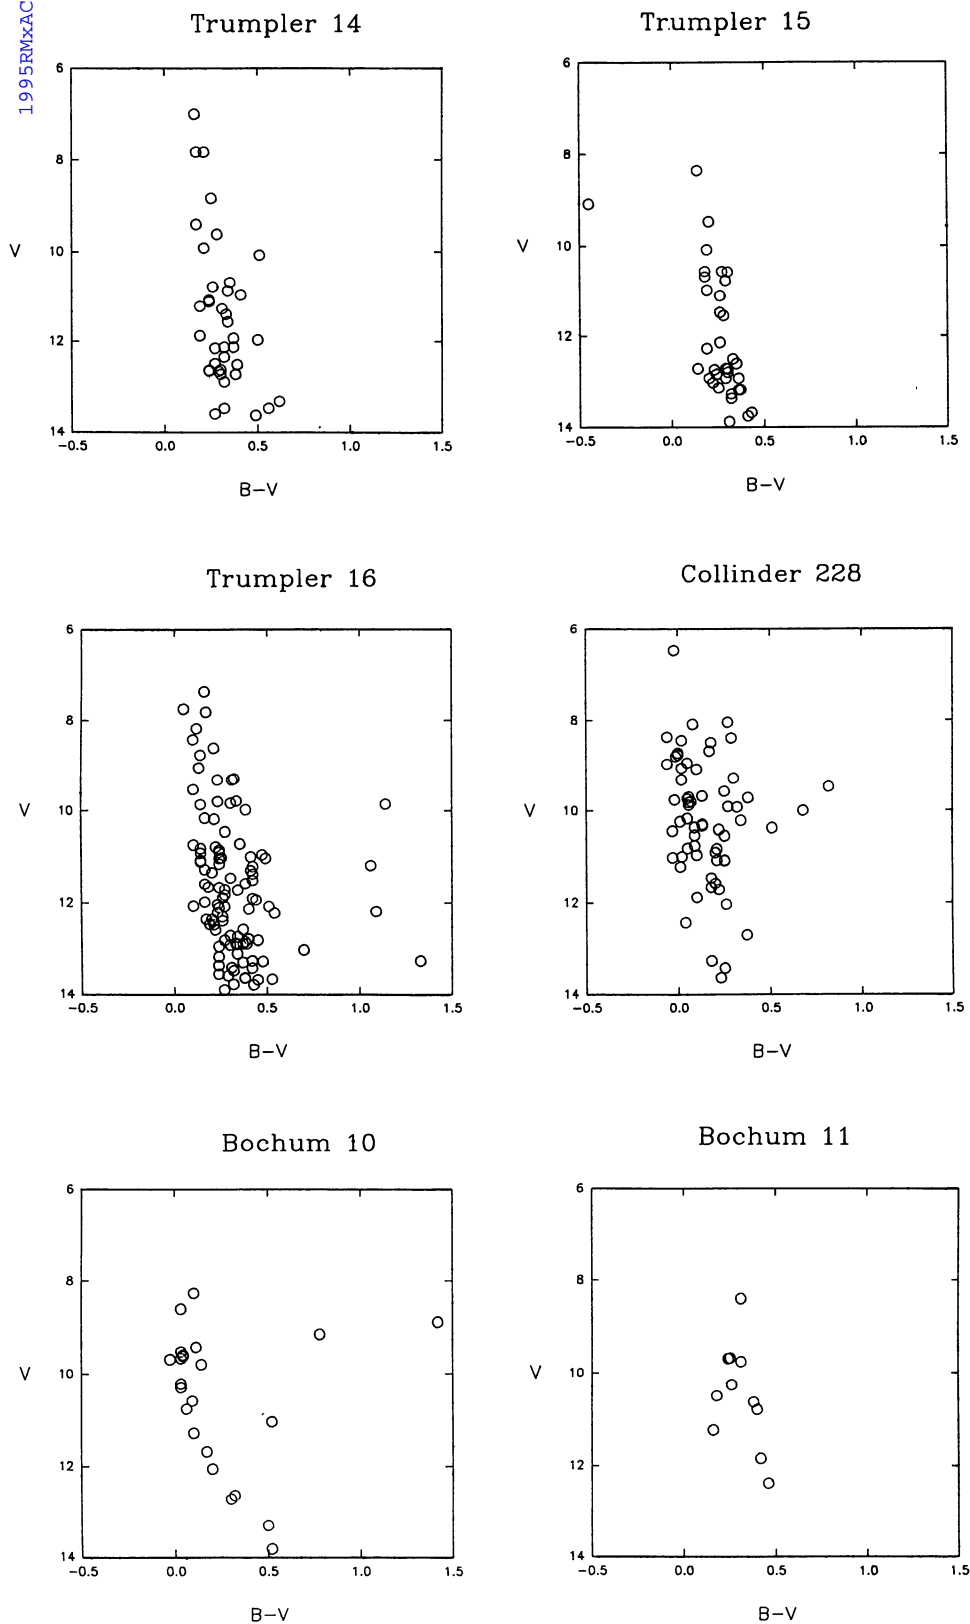 1995RMxAC
Trumpler 14
6
8
10
12
14
V
−0.5 0.0 0.5 1.0 1.5
B−V
Trumpler 15
6
8
10
12
14
V
−0.5 0.0 0.5 1.0 1.5
B−V
Trumpler 16
6
8
10
12
14
V
−0.5 0.0 0.5 1.0 1.5
B−V
Collinder 228
6
8
10
12
14
V
−0.5 0.0 0.5 1.0 1.5
B−V
Bochum 10
6
8
10
12
14
V
−0.5 0.0 0.5 1.0 1.5
B−V
Bochum 11
6
8
10
12
14
V
−0.5 0.0 0.5 1.0 1.5
B−V